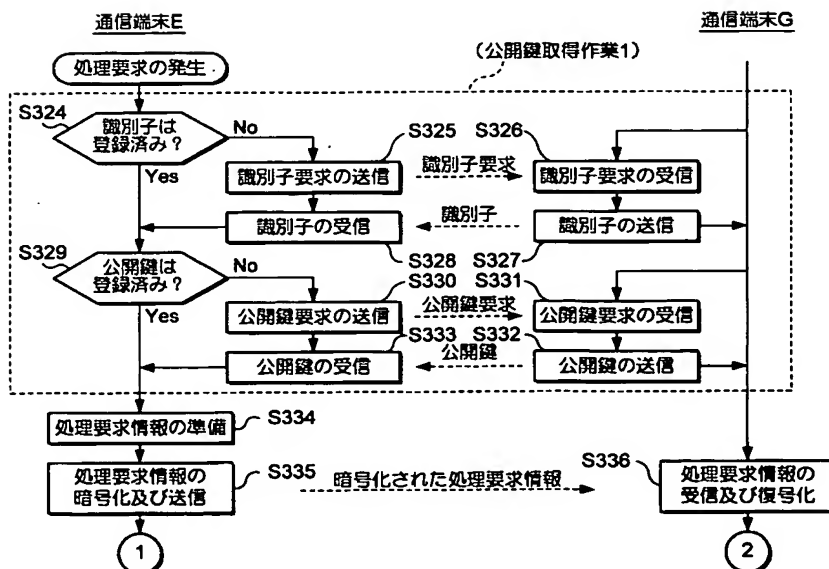 通信端末E
通信端末G
処理要求の発生
(公開鍵取得作業1)
S324
識別子は
登録済み?
No
Yes
S325
S326
識別子要求の送信
識別子要求
識別子要求の受信
識別子の受信
識別子
識別子の送信
S328
S327
S329
公開鍵は
登録済み?
No
Yes
S330
S331
公開鍵要求の送信
公開鍵要求
公開鍵要求の受信
S333
S332
公開鍵の受信
公開鍵
公開鍵の送信
処理要求情報の準備
S334
処理要求情報の
暗号化及び送信
S335
暗号化された処理要求情報
S336
処理要求情報の
受信及び復号化
1
2